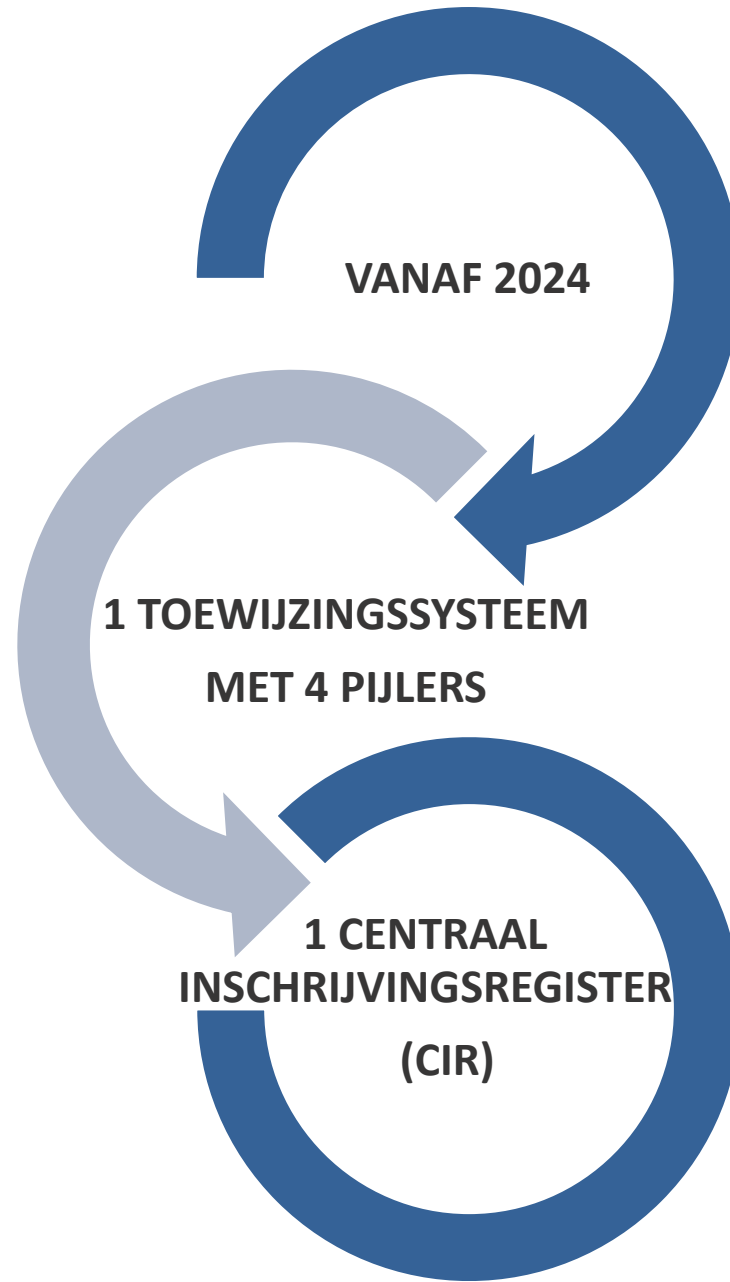 VANAF 2024
1 TOEWIJZINGSSYSTEEM
MET 4 PIJLERS
1 CENTRAAL
INSCHRIJVINGSREGISTER
(CIR)